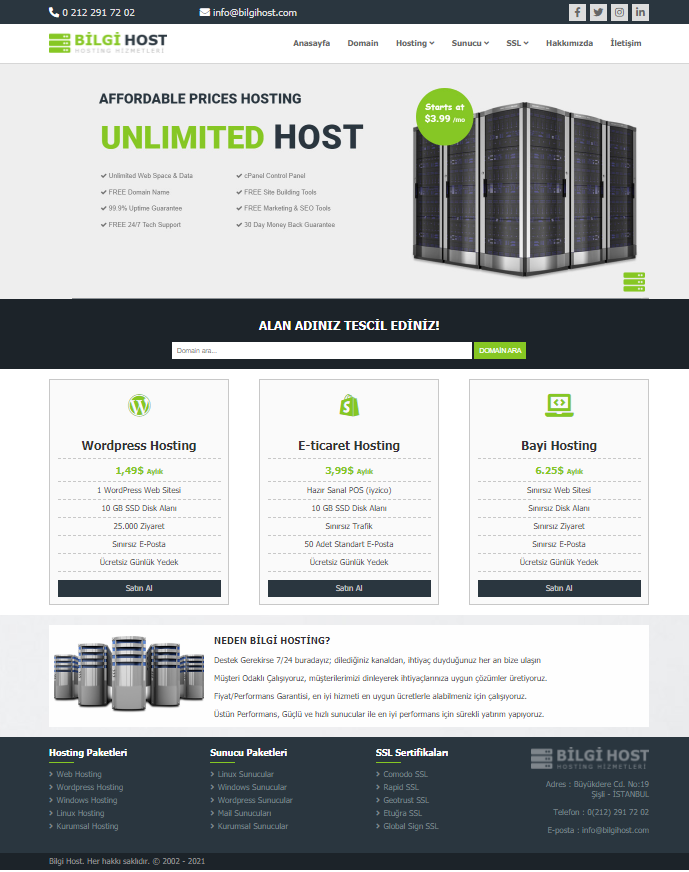 0 212 291 72 02
info@bilgihost.com
BİLGİ HOST
HOSTING HİZMETLERİ
Anasayfa Domain Hosting Sunucu SSL Hakkımızda İletişim
AFFORDABLE PRICES HOSTING
UNLIMITED HOST
Unlimited Web Space & Data
cPanel Control Panel
FREE Domain Name
FREE Site Building Tools
99.9% Uptime Guarantee
FREE Marketing & SEO Tools
FREE 24/7 Tech Support
30 Day Money Back Guarantee
Starts at
$3.99 /mo
ALAN ADINIZ TESCİL EDİNİZ!
Domain ara...
DOMAİN ARA
Wordpress Hosting
1,49$ Aylık
1 WordPress Web Sitesi
10 GB SSD Disk Alanı
25.000 Ziyaret
Sınırsız E-Posta
Ücretsiz Günlük Yedek
Satın Al
E-ticaret Hosting
3,99$ Aylık
Hazır Sanal POS (iyzico)
10 GB SSD Disk Alanı
Sınırsız Trafik
50 Adet Standart E-Posta
Ücretsiz Günlük Yedek
Satın Al
Bayi Hosting
6.25$ Aylık
Sınırsız Web Sitesi
Sınırsız Disk Alanı
Sınırsız Ziyaret
Sınırsız E-Posta
Ücretsiz Günlük Yedek
Satın Al
NEDEN BİLGİ HOSTİNG?
Destek Gerekirse 7/24 buradayız; dilediğiniz kanaldan, ihtiyaç duyduğunuz her an bize ulaşın
Müşteri Odaklı Çalışıyoruz, müşterilerimizi dinleyerek ihtiyaçlarınıza uygun çözümler üretiyoruz.
Fiyat/Performans Garantisi, en iyi hizmeti en uygun ücretlerle alabilmeniz için çalışıyoruz.
Üstün Performans, Güçlü ve hızlı sunucular ile en iyi performans için sürekli yatırım yapıyoruz.
Hosting Paketleri
Web Hosting
Wordpress Hosting
Windows Hosting
Linux Hosting
Kurumsal Hosting
Sunucu Paketleri
Linux Sunucular
Windows Sunucular
Wordpress Sunucular
Mail Sunucuları
Kurumsal Sunucular
SSL Sertifikaları
Comodo SSL
Rapid SSL
Geotrust SSL
Etuğra SSL
Global Sign SSL
BİLGİ HOST
HOSTING HİZMETLERİ
Adres : Büyükdere Cd. No:19
Şişli - İSTANBUL
Telefon : 0(212) 291 72 02
E-posta : info@bilgihost.com
Bilgi Host. Her hakkı saklıdır. © 2002 - 2021